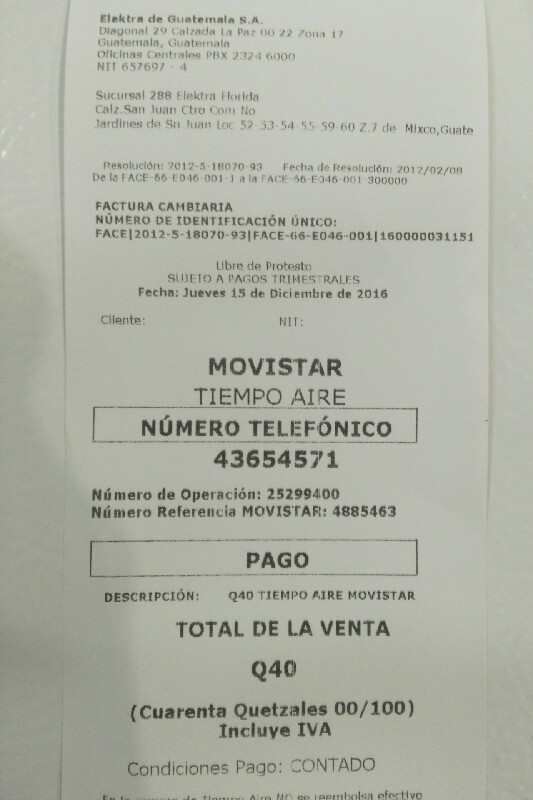 Elektra de Guatemala S.A.
Diagonal 29 Calzada La Paz 00 22 Zona 17
Guatemala, Guatemala
Oficinas Centrales PBX 2324 6000
NIT 657697 - 4
Sucursal 288 Elektra Florida
Calz.San Juan Ctro Com No
Jardines de Sn Juan Loc 52-53-54-55-59-60 Z.7 de Mixco,Guate
Resolución: 2012-5-18070-93 Fecha de Resolución: 2012/02/08
De la FACE-66-E046-001-1 a la FACE-66-E046-001-300000
FACTURA CAMBIARIA
NÚMERO DE IDENTIFICACIÓN ÚNICO:
FACE|2012-5-18070-93|FACE-66-E046-001|160000031151
Libre de Protesto
SUJETO A PAGOS TRIMESTRALES
Fecha: Jueves 15 de Diciembre de 2016
Cliente: NIT:
MOVISTAR
TIEMPO AIRE
NÚMERO TELEFÓNICO
43654571
Número de Operación: 25299400
Número Referencia MOVISTAR: 4885463
PAGO
DESCRIPCIÓN: Q40 TIEMPO AIRE MOVISTAR
TOTAL DE LA VENTA
Q40
(Cuarenta Quetzales 00/100)
Incluye IVA
Condiciones Pago: CONTADO
En la compra de Tiempo Aire NO se reembolsa efectivo